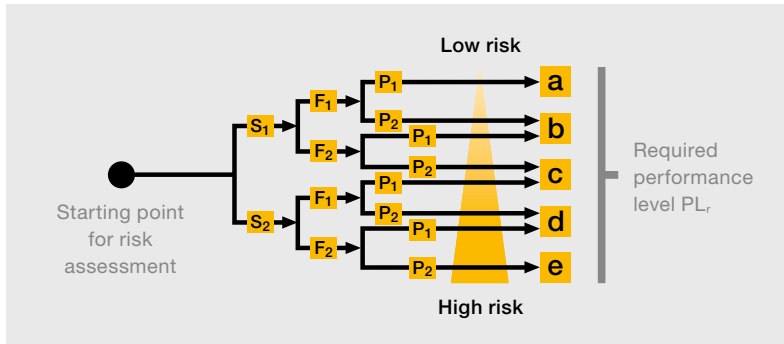 Low risk
P1
a
F1
P2
b
S1
P1
F2
P2
c
Starting point
for risk
assessment
F1
P1
S2
P2
d
P1
F2
P2
e
High risk
Required
performance
level PLr